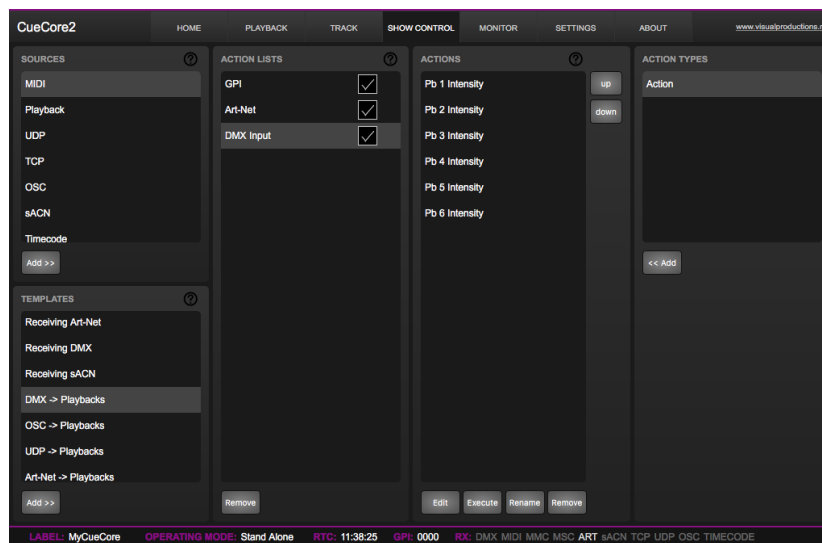 CueCore2 HOME PLAYBACK TRACK SHOW CONTROL MONITOR SETTINGS ABOUT
SOURCES ?
MIDI
Playback
UDP
TCP
OSC
sACN
Timecode
Add >>
TEMPLATES ?
Receiving Art-Net
Receiving DMX
Receiving sACN
DMX -> Playbacks
OSC -> Playbacks
UDP -> Playbacks
Art-Net -> Playbacks
Add >>
ACTION LISTS ?
GPI
Art-Net
DMX Input
Remove
ACTIONS ?
Pb 1 Intensity
Pb 2 Intensity
Pb 3 Intensity
Pb 4 Intensity
Pb 5 Intensity
Pb 6 Intensity
up
down
Edit Execute Rename Remove
ACTION TYPES
Action
<< Add
LABEL: MyCueCore OPERATING MODE: Stand Alone RTC: 11:38:25 GPI: 0000 RX: DMX MIDI MMC MSC ART sACN TCP UDP OSC TIMECODE